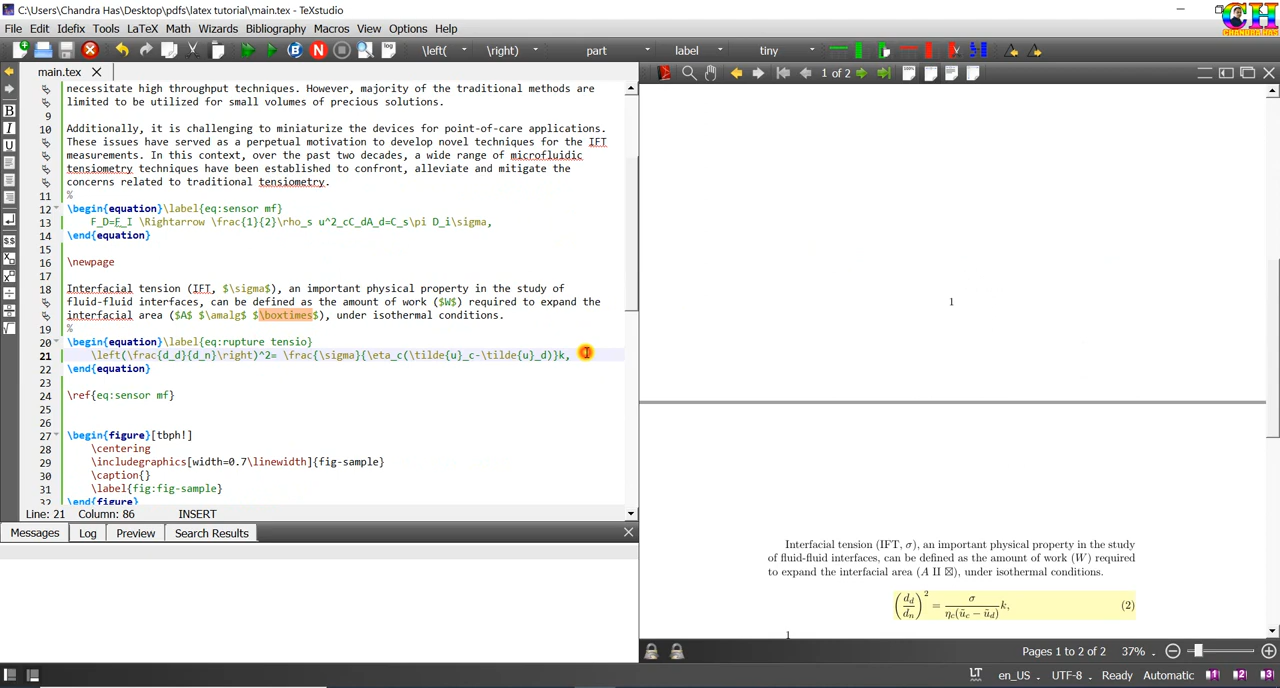 C:\Users\Chandra Has\Desktop\pdfs\latex tutorial\main.tex - TeXstudio
CH
CHANDRA HAS
File Edit Idefix Tools LaTeX Math Wizards Bibliography Macros View Options Help
\left( \right) part label tiny
main.tex
1 of 2
necessitate high throughput techniques. However, majority of the traditional methods are
limited to be utilized for small volumes of precious solutions.
9
10 Additionally, it is challenging to miniaturize the devices for point-of-care applications.
These issues have served as a perpetual motivation to develop novel techniques for the IFT
measurements. In this context, over the past two decades, a wide range of microfluidic
tensiometry techniques have been established to confront, alleviate and mitigate the
concerns related to traditional tensiometry.
11 %
12 \begin{equation}\label{eq:sensor mf}
13 F_D=F_I \Rightarrow \frac{1}{2}\rho_s u^2_cC_dA_d=C_s\pi D_i\sigma,
14 \end{equation}
15
16 \newpage
17
18 Interfacial tension (IFT, $\sigma$), an important physical property in the study of
fluid-fluid interfaces, can be defined as the amount of work ($W$) required to expand the
interfacial area ($A$ $\amalg$ $\boxtimes$), under isothermal conditions.
19 %
20 \begin{equation}\label{eq:rupture tensio}
21 \left(\frac{d_d}{d_n}\right)^2= \frac{\sigma}{\eta_c(\tilde{u}_c-\tilde{u}_d)}k,
22 \end{equation}
23
24 \ref{eq:sensor mf}
25
26
27 \begin{figure}[tbph!]
28 \centering
29 \includegraphics[width=0.7\linewidth]{fig-sample}
30 \caption{}
31 \label{fig:fig-sample}
32 \end{figure}
Line: 21 Column: 86 INSERT
Messages Log Preview Search Results
1
Interfacial tension (IFT, σ), an important physical property in the study
of fluid-fluid interfaces, can be defined as the amount of work (W) required
to expand the interfacial area (A ⨿ ⊠), under isothermal conditions.
(d_d/d_n)^2 = σ/(η_c(ũ_c − ũ_d)) k, (2)
1
Pages 1 to 2 of 2 37%
LT en_US UTF-8 Ready Automatic 1 2 3